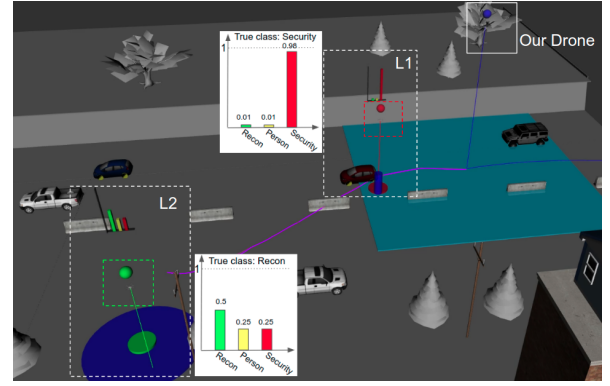 True class: Security
0.98
1
0.01
0.01
Recon
Person
Security
L1
Our Drone
L2
True class: Recon
1
0.5
0.25
0.25
Recon
Person
Security